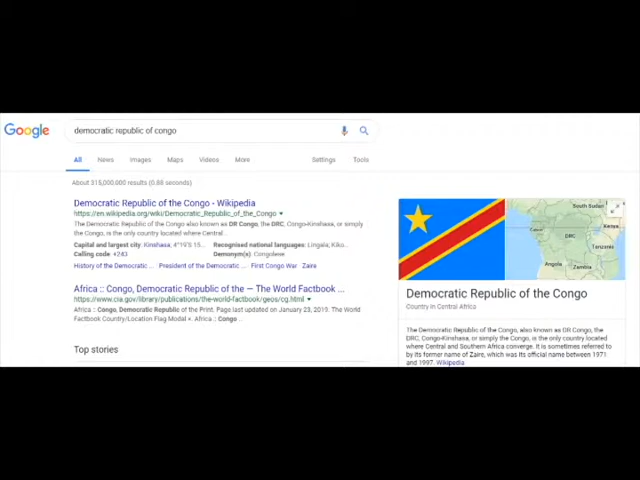 Google
democratic republic of congo
All News Images Maps Videos More Settings Tools
About 315,000,000 results (0.88 seconds)
Democratic Republic of the Congo - Wikipedia
https://en.wikipedia.org/wiki/Democratic_Republic_of_the_Congo
The Democratic Republic of the Congo also known as DR Congo, the DRC, Congo-Kinshasa, or simply
the Congo, is the only country located where Central ...
Capital and largest city: Kinshasa; 4°19'S 15... Recognised national languages: Lingala; Kiko...
Calling code: +243 Demonym(s): Congolese
History of the Democratic ... President of the Democratic ... First Congo War Zaire
Africa :: Congo, Democratic Republic of the — The World Factbook ...
https://www.cia.gov/library/publications/the-world-factbook/geos/cg.html
Africa :: Congo, Democratic Republic of the Print. Page last updated on January 23, 2019. The World
Factbook Country/Location Flag Modal ×. Africa :: Congo ...
Top stories
South Sudan
Kenya
DRC
Tanzania
Angola
Zambia
Democratic Republic of the Congo
Country in Central Africa
The Democratic Republic of the Congo, also known as DR Congo, the
DRC, Congo-Kinshasa, or simply the Congo, is the only country located
where Central and Southern Africa converge. It is sometimes referred to
by its former name of Zaire, which was its official name between 1971
and 1997. Wikipedia